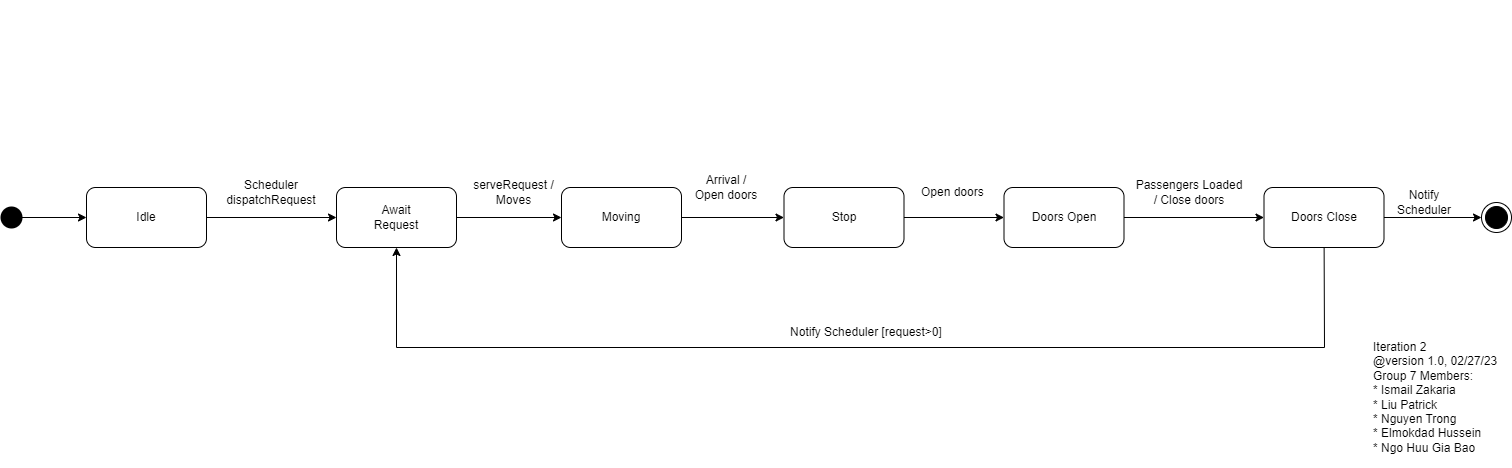 Idle
Scheduler
dispatchRequest
Await
Request
serveRequest /
Moves
Moving
Arrival /
Open doors
Stop
Open doors
Doors Open
Passengers Loaded
/ Close doors
Doors Close
Notify
Scheduler
Notify Scheduler [request>0]
Iteration 2
@version 1.0, 02/27/23
Group 7 Members:
* Ismail Zakaria
* Liu Patrick
* Nguyen Trong
* Elmokdad Hussein
* Ngo Huu Gia Bao